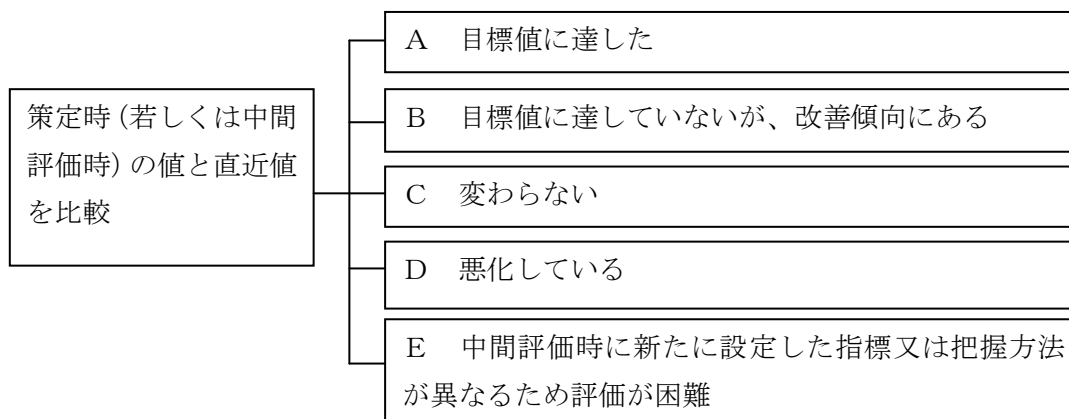 策定時（若しくは中間
評価時）の値と直近値
を比較
A　目標値に達した
B　目標値に達していないが、改善傾向にある
C　変わらない
D　悪化している
E　中間評価時に新たに設定した指標又は把握方法
が異なるため評価が困難